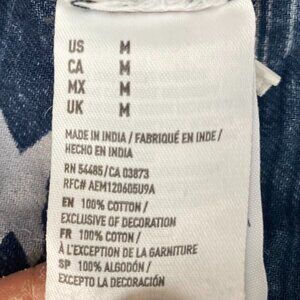 US M
CA M
MX M
UK M
MADE IN INDIA / FABRIQUÉ EN INDE /
HECHO EN INDIA
RN 54485/CA 03873
RFC# AEM120605U9A
EN 100% COTTON /
EXCLUSIVE OF DECORATION
FR 100% COTON /
À L'EXCEPTION DE LA GARNITURE
SP 100% ALGODÓN /
EXCEPTO LA DECORACIÓN